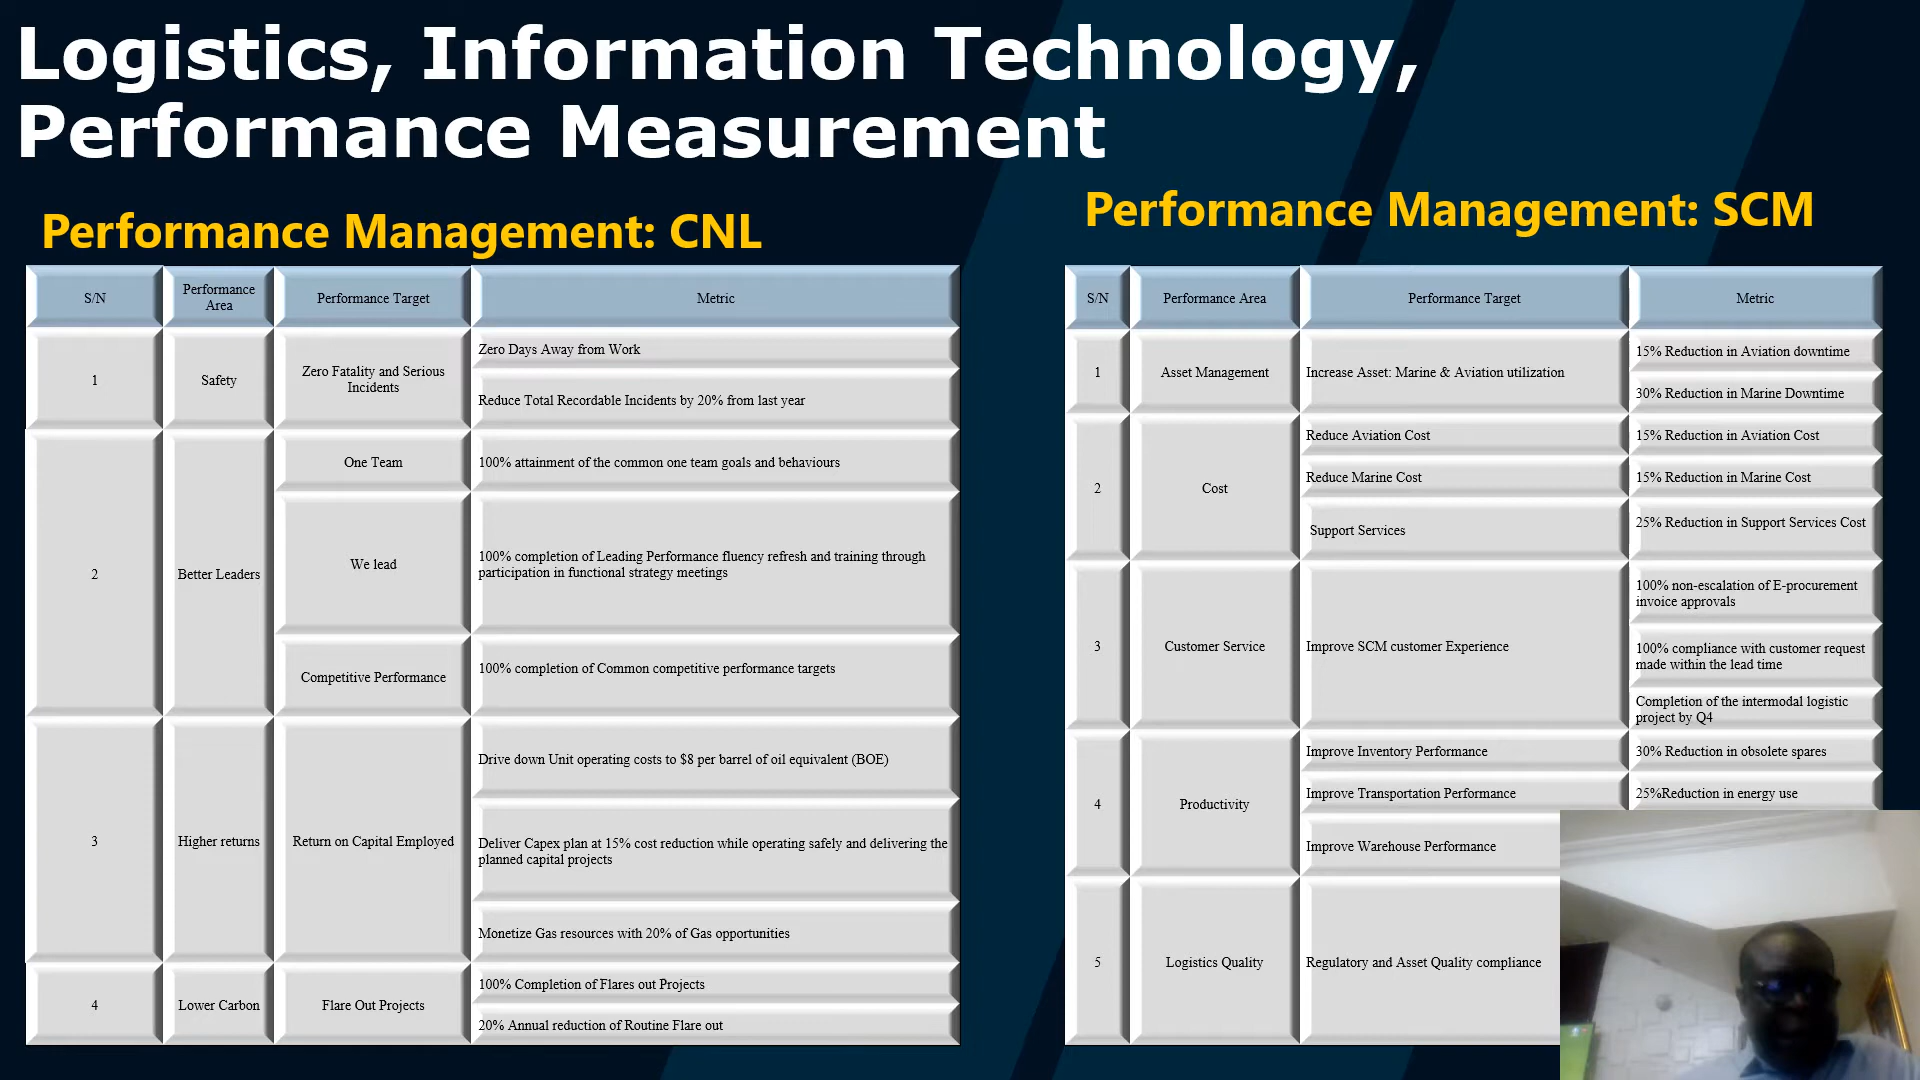 Logistics, Information Technology,
Performance Measurement
Performance Management: CNL
S/N
Performance
Area
Performance Target
Metric
1
Safety
Zero Fatality and Serious
Incidents
Zero Days Away from Work
Reduce Total Recordable Incidents by 20% from last year
2
Better Leaders
One Team
100% attainment of the common one team goals and behaviours
We lead
100% completion of Leading Performance fluency refresh and training through
participation in functional strategy meetings
Competitive Performance
100% completion of Common competitive performance targets
3
Higher returns
Return on Capital Employed
Drive down Unit operating costs to $8 per barrel of oil equivalent (BOE)
Deliver Capex plan at 15% cost reduction while operating safely and delivering the
planned capital projects
Monetize Gas resources with 20% of Gas opportunities
4
Lower Carbon
Flare Out Projects
100% Completion of Flares out Projects
20% Annual reduction of Routine Flare out
Performance Management: SCM
S/N
Performance Area
Performance Target
Metric
1
Asset Management
Increase Asset: Marine & Aviation utilization
15% Reduction in Aviation downtime
30% Reduction in Marine Downtime
2
Cost
Reduce Aviation Cost
15% Reduction in Aviation Cost
Reduce Marine Cost
15% Reduction in Marine Cost
Support Services
25% Reduction in Support Services Cost
3
Customer Service
Improve SCM customer Experience
100% non-escalation of E-procurement
invoice approvals
100% compliance with customer request
made within the lead time
Completion of the intermodal logistic
project by Q4
4
Productivity
Improve Inventory Performance
30% Reduction in obsolete spares
Improve Transportation Performance
25%Reduction in energy use
Improve Warehouse Performance
5
Logistics Quality
Regulatory and Asset Quality compliance